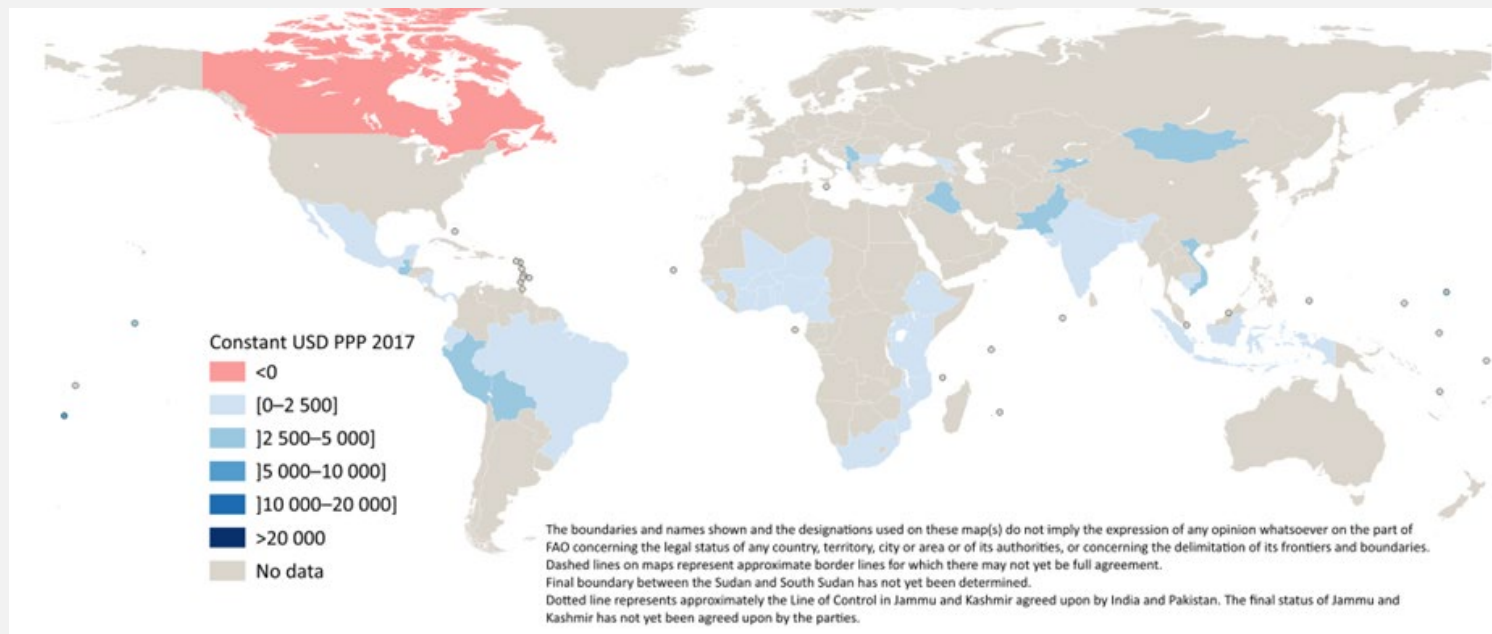 Constant USD PPP 2017
<0
[0–2 500]
]2 500–5 000]
]5 000–10 000]
]10 000–20 000]
>20 000
No data
The boundaries and names shown and the designations used on these map(s) do not imply the expression of any opinion whatsoever on the part of
FAO concerning the legal status of any country, territory, city or area or of its authorities, or concerning the delimitation of its frontiers and boundaries.
Dashed lines on maps represent approximate border lines for which there may not yet be full agreement.
Final boundary between the Sudan and South Sudan has not yet been determined.
Dotted line represents approximately the Line of Control in Jammu and Kashmir agreed upon by India and Pakistan. The final status of Jammu and
Kashmir has not yet been agreed upon by the parties.